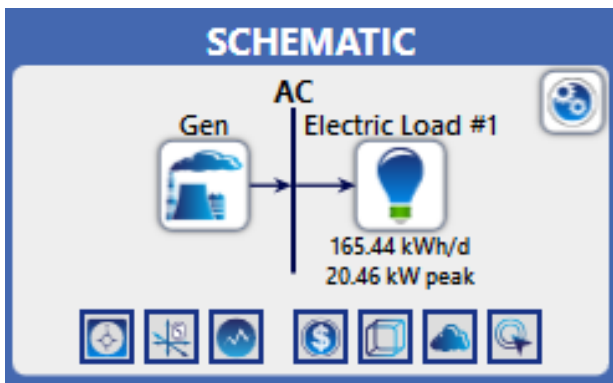 SCHEMATIC
AC
Gen
Electric Load #1
165.44 kWh/d
20.46 kW peak
$